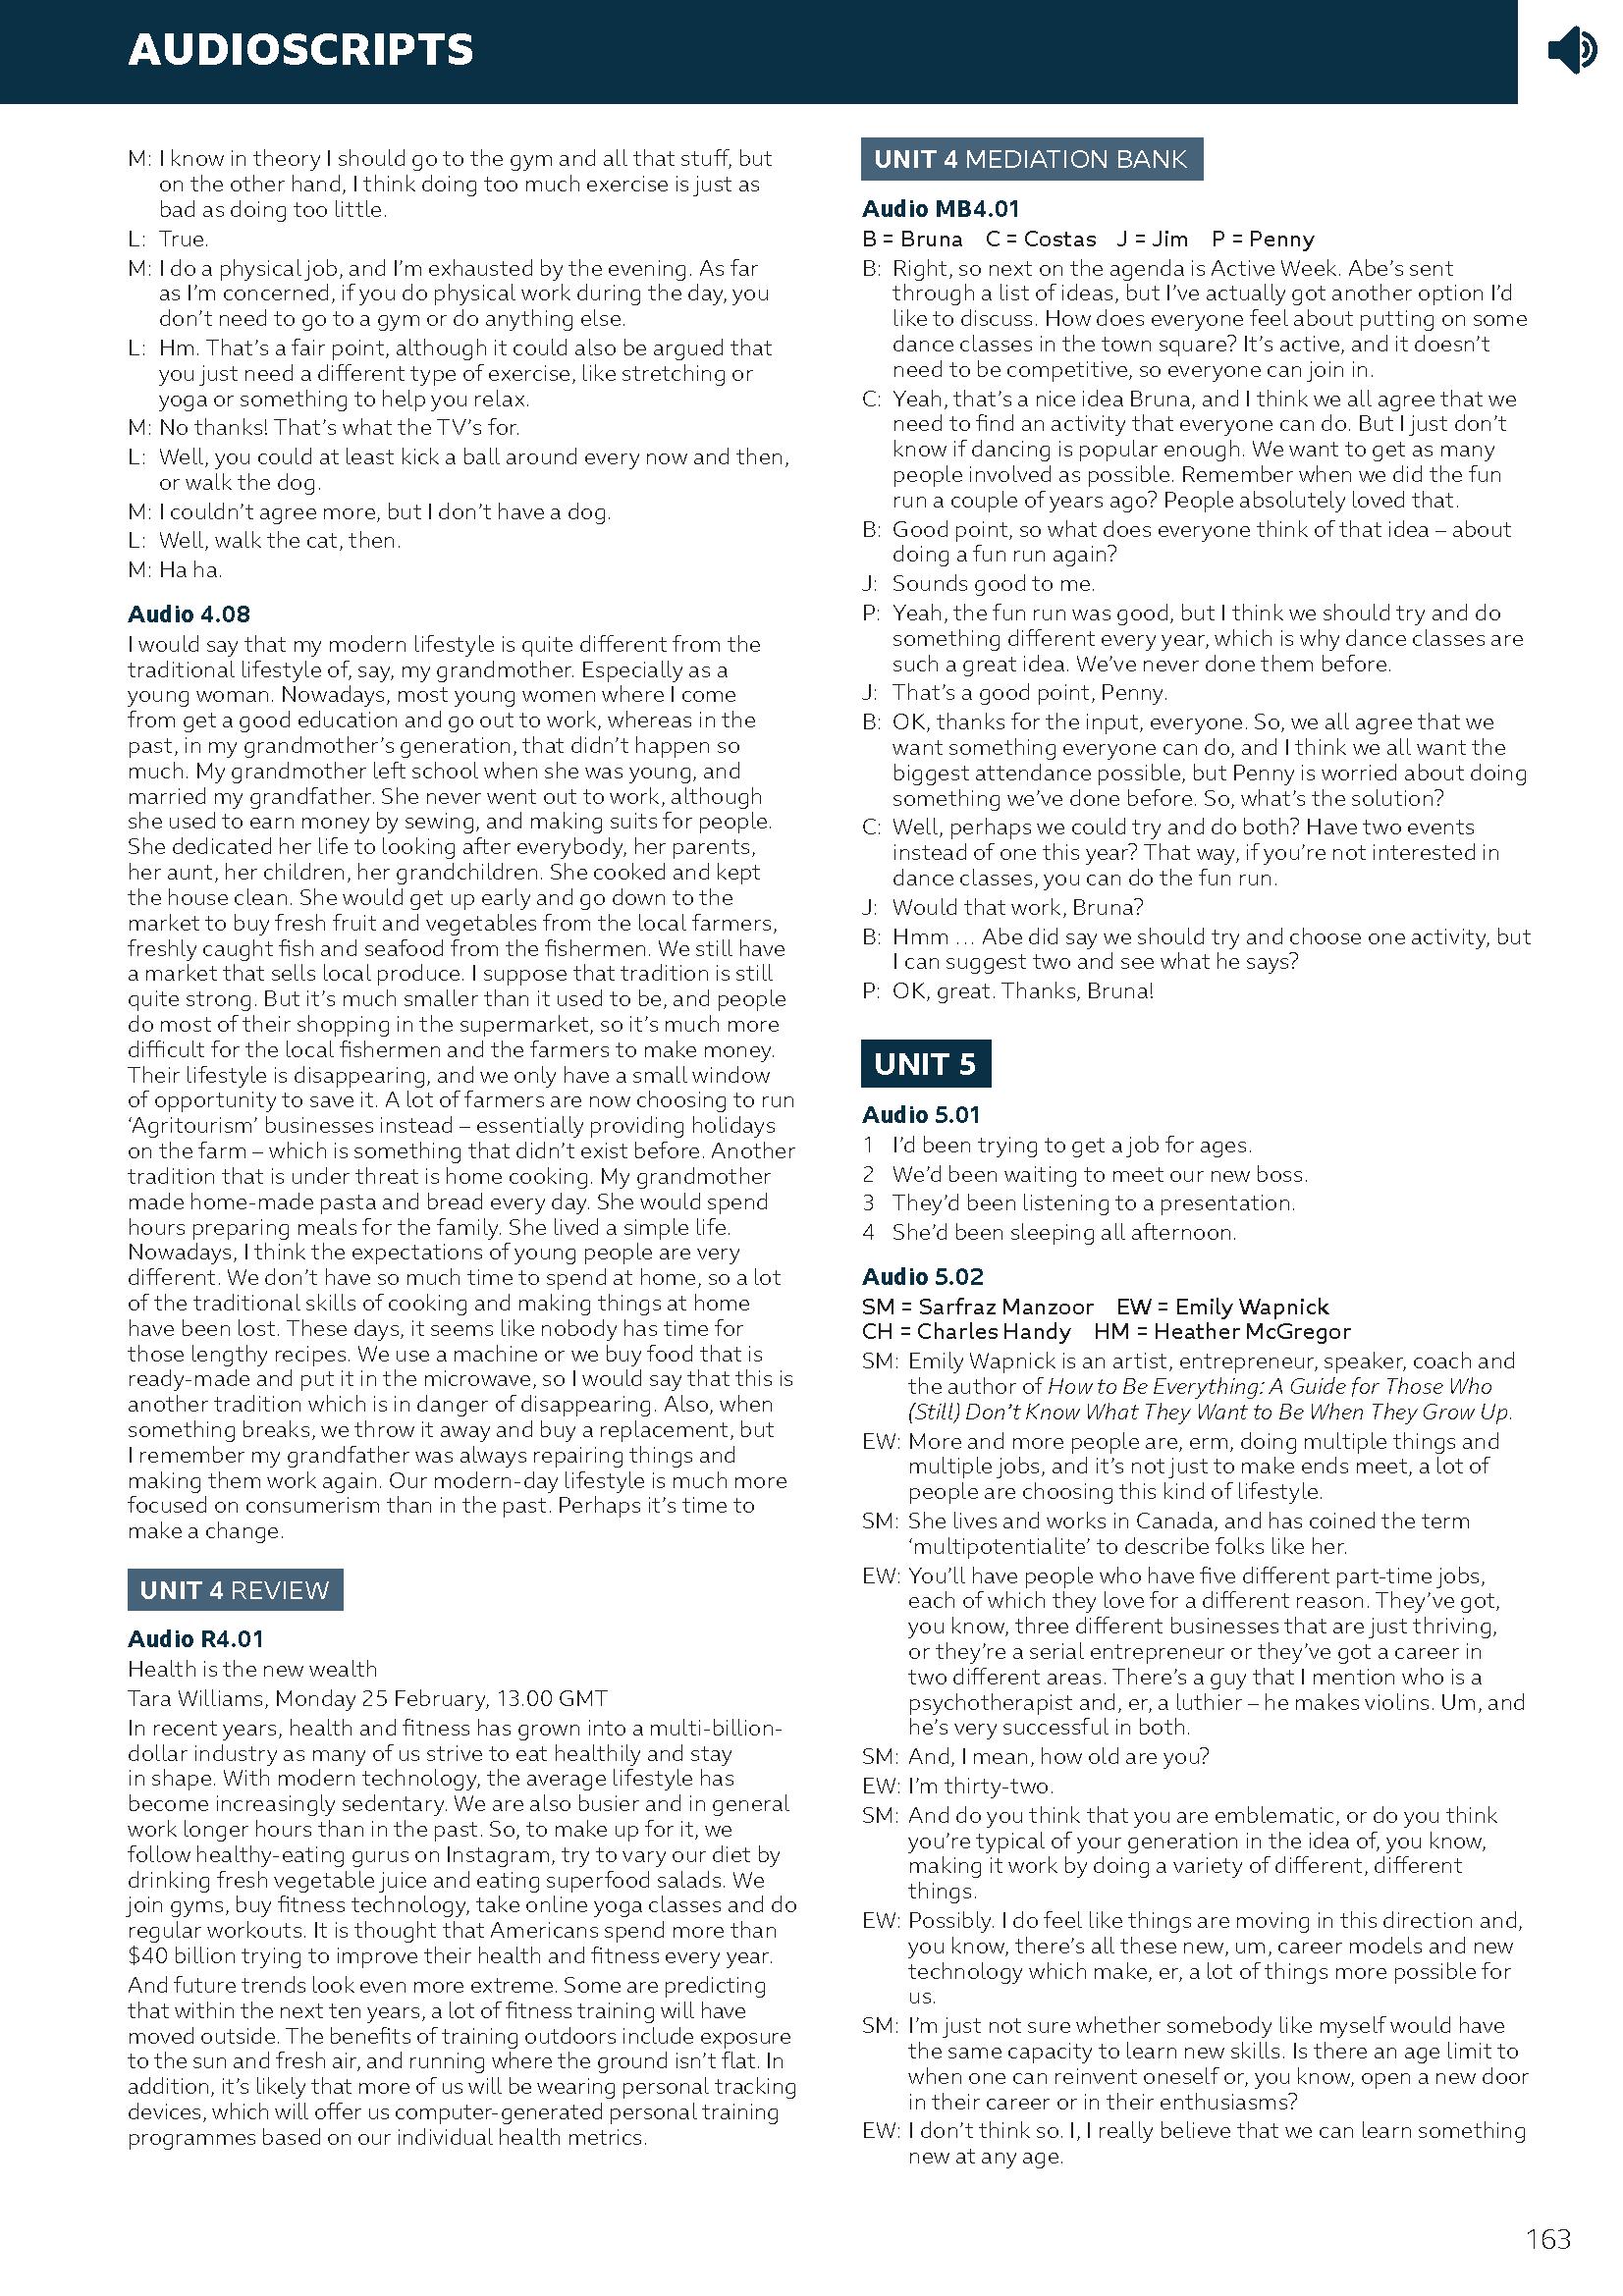 AUDIOSCRIPTS
M: I know in theory I should go to the gym and all that stuff, but
on the other hand, I think doing too much exercise is just as
bad as doing too little.
L: True.
M: I do a physical job, and I’m exhausted by the evening. As far
as I’m concerned, if you do physical work during the day, you
don’t need to go to a gym or do anything else.
L: Hm. That’s a fair point, although it could also be argued that
you just need a different type of exercise, like stretching or
yoga or something to help you relax.
M: No thanks! That’s what the TV’s for.
L: Well, you could at least kick a ball around every now and then,
or walk the dog.
M: I couldn’t agree more, but I don’t have a dog.
L: Well, walk the cat, then.
M: Ha ha.
Audio 4.08
I would say that my modern lifestyle is quite different from the
traditional lifestyle of, say, my grandmother. Especially as a
young woman. Nowadays, most young women where I come
from get a good education and go out to work, whereas in the
past, in my grandmother’s generation, that didn’t happen so
much. My grandmother left school when she was young, and
married my grandfather. She never went out to work, although
she used to earn money by sewing, and making suits for people.
She dedicated her life to looking after everybody, her parents,
her aunt, her children, her grandchildren. She cooked and kept
the house clean. She would get up early and go down to the
market to buy fresh fruit and vegetables from the local farmers,
freshly caught fish and seafood from the fishermen. We still have
a market that sells local produce. I suppose that tradition is still
quite strong. But it’s much smaller than it used to be, and people
do most of their shopping in the supermarket, so it’s much more
difficult for the local fishermen and the farmers to make money.
Their lifestyle is disappearing, and we only have a small window
of opportunity to save it. A lot of farmers are now choosing to run
‘Agritourism’ businesses instead – essentially providing holidays
on the farm – which is something that didn’t exist before. Another
tradition that is under threat is home cooking. My grandmother
made home-made pasta and bread every day. She would spend
hours preparing meals for the family. She lived a simple life.
Nowadays, I think the expectations of young people are very
different. We don’t have so much time to spend at home, so a lot
of the traditional skills of cooking and making things at home
have been lost. These days, it seems like nobody has time for
those lengthy recipes. We use a machine or we buy food that is
ready-made and put it in the microwave, so I would say that this is
another tradition which is in danger of disappearing. Also, when
something breaks, we throw it away and buy a replacement, but
I remember my grandfather was always repairing things and
making them work again. Our modern-day lifestyle is much more
focused on consumerism than in the past. Perhaps it’s time to
make a change.
UNIT 4 REVIEW
Audio R4.01
Health is the new wealth
Tara Williams, Monday 25 February, 13.00 GMT
In recent years, health and fitness has grown into a multi-billion-
dollar industry as many of us strive to eat healthily and stay
in shape. With modern technology, the average lifestyle has
become increasingly sedentary. We are also busier and in general
work longer hours than in the past. So, to make up for it, we
follow healthy-eating gurus on Instagram, try to vary our diet by
drinking fresh vegetable juice and eating superfood salads. We
join gyms, buy fitness technology, take online yoga classes and do
regular workouts. It is thought that Americans spend more than
$40 billion trying to improve their health and fitness every year.
And future trends look even more extreme. Some are predicting
that within the next ten years, a lot of fitness training will have
moved outside. The benefits of training outdoors include exposure
to the sun and fresh air, and running where the ground isn’t flat. In
addition, it’s likely that more of us will be wearing personal tracking
devices, which will offer us computer-generated personal training
programmes based on our individual health metrics.
UNIT 4 MEDIATION BANK
Audio MB4.01
B = Bruna C = Costas J = Jim P = Penny
B: Right, so next on the agenda is Active Week. Abe’s sent
through a list of ideas, but I’ve actually got another option I’d
like to discuss. How does everyone feel about putting on some
dance classes in the town square? It’s active, and it doesn’t
need to be competitive, so everyone can join in.
C: Yeah, that’s a nice idea Bruna, and I think we all agree that we
need to find an activity that everyone can do. But I just don’t
know if dancing is popular enough. We want to get as many
people involved as possible. Remember when we did the fun
run a couple of years ago? People absolutely loved that.
B: Good point, so what does everyone think of that idea – about
doing a fun run again?
J: Sounds good to me.
P: Yeah, the fun run was good, but I think we should try and do
something different every year, which is why dance classes are
such a great idea. We’ve never done them before.
J: That’s a good point, Penny.
B: OK, thanks for the input, everyone. So, we all agree that we
want something everyone can do, and I think we all want the
biggest attendance possible, but Penny is worried about doing
something we’ve done before. So, what’s the solution?
C: Well, perhaps we could try and do both? Have two events
instead of one this year? That way, if you’re not interested in
dance classes, you can do the fun run.
J: Would that work, Bruna?
B: Hmm … Abe did say we should try and choose one activity, but
I can suggest two and see what he says?
P: OK, great. Thanks, Bruna!
UNIT 5
Audio 5.01
1 I’d been trying to get a job for ages.
2 We’d been waiting to meet our new boss.
3 They’d been listening to a presentation.
4 She’d been sleeping all afternoon.
Audio 5.02
SM = Sarfraz Manzoor EW = Emily Wapnick
CH = Charles Handy HM = Heather McGregor
SM: Emily Wapnick is an artist, entrepreneur, speaker, coach and
the author of How to Be Everything: A Guide for Those Who
(Still) Don’t Know What They Want to Be When They Grow Up.
EW: More and more people are, erm, doing multiple things and
multiple jobs, and it’s not just to make ends meet, a lot of
people are choosing this kind of lifestyle.
SM: She lives and works in Canada, and has coined the term
‘multipotentialite’ to describe folks like her.
EW: You’ll have people who have five different part-time jobs,
each of which they love for a different reason. They’ve got,
you know, three different businesses that are just thriving,
or they’re a serial entrepreneur or they’ve got a career in
two different areas. There’s a guy that I mention who is a
psychotherapist and, er, a luthier – he makes violins. Um, and
he’s very successful in both.
SM: And, I mean, how old are you?
EW: I’m thirty-two.
SM: And do you think that you are emblematic, or do you think
you’re typical of your generation in the idea of, you know,
making it work by doing a variety of different, different
things.
EW: Possibly. I do feel like things are moving in this direction and,
you know, there’s all these new, um, career models and new
technology which make, er, a lot of things more possible for
us.
SM: I’m just not sure whether somebody like myself would have
the same capacity to learn new skills. Is there an age limit to
when one can reinvent oneself or, you know, open a new door
in their career or in their enthusiasms?
EW: I don’t think so. I, I really believe that we can learn something
new at any age.
163